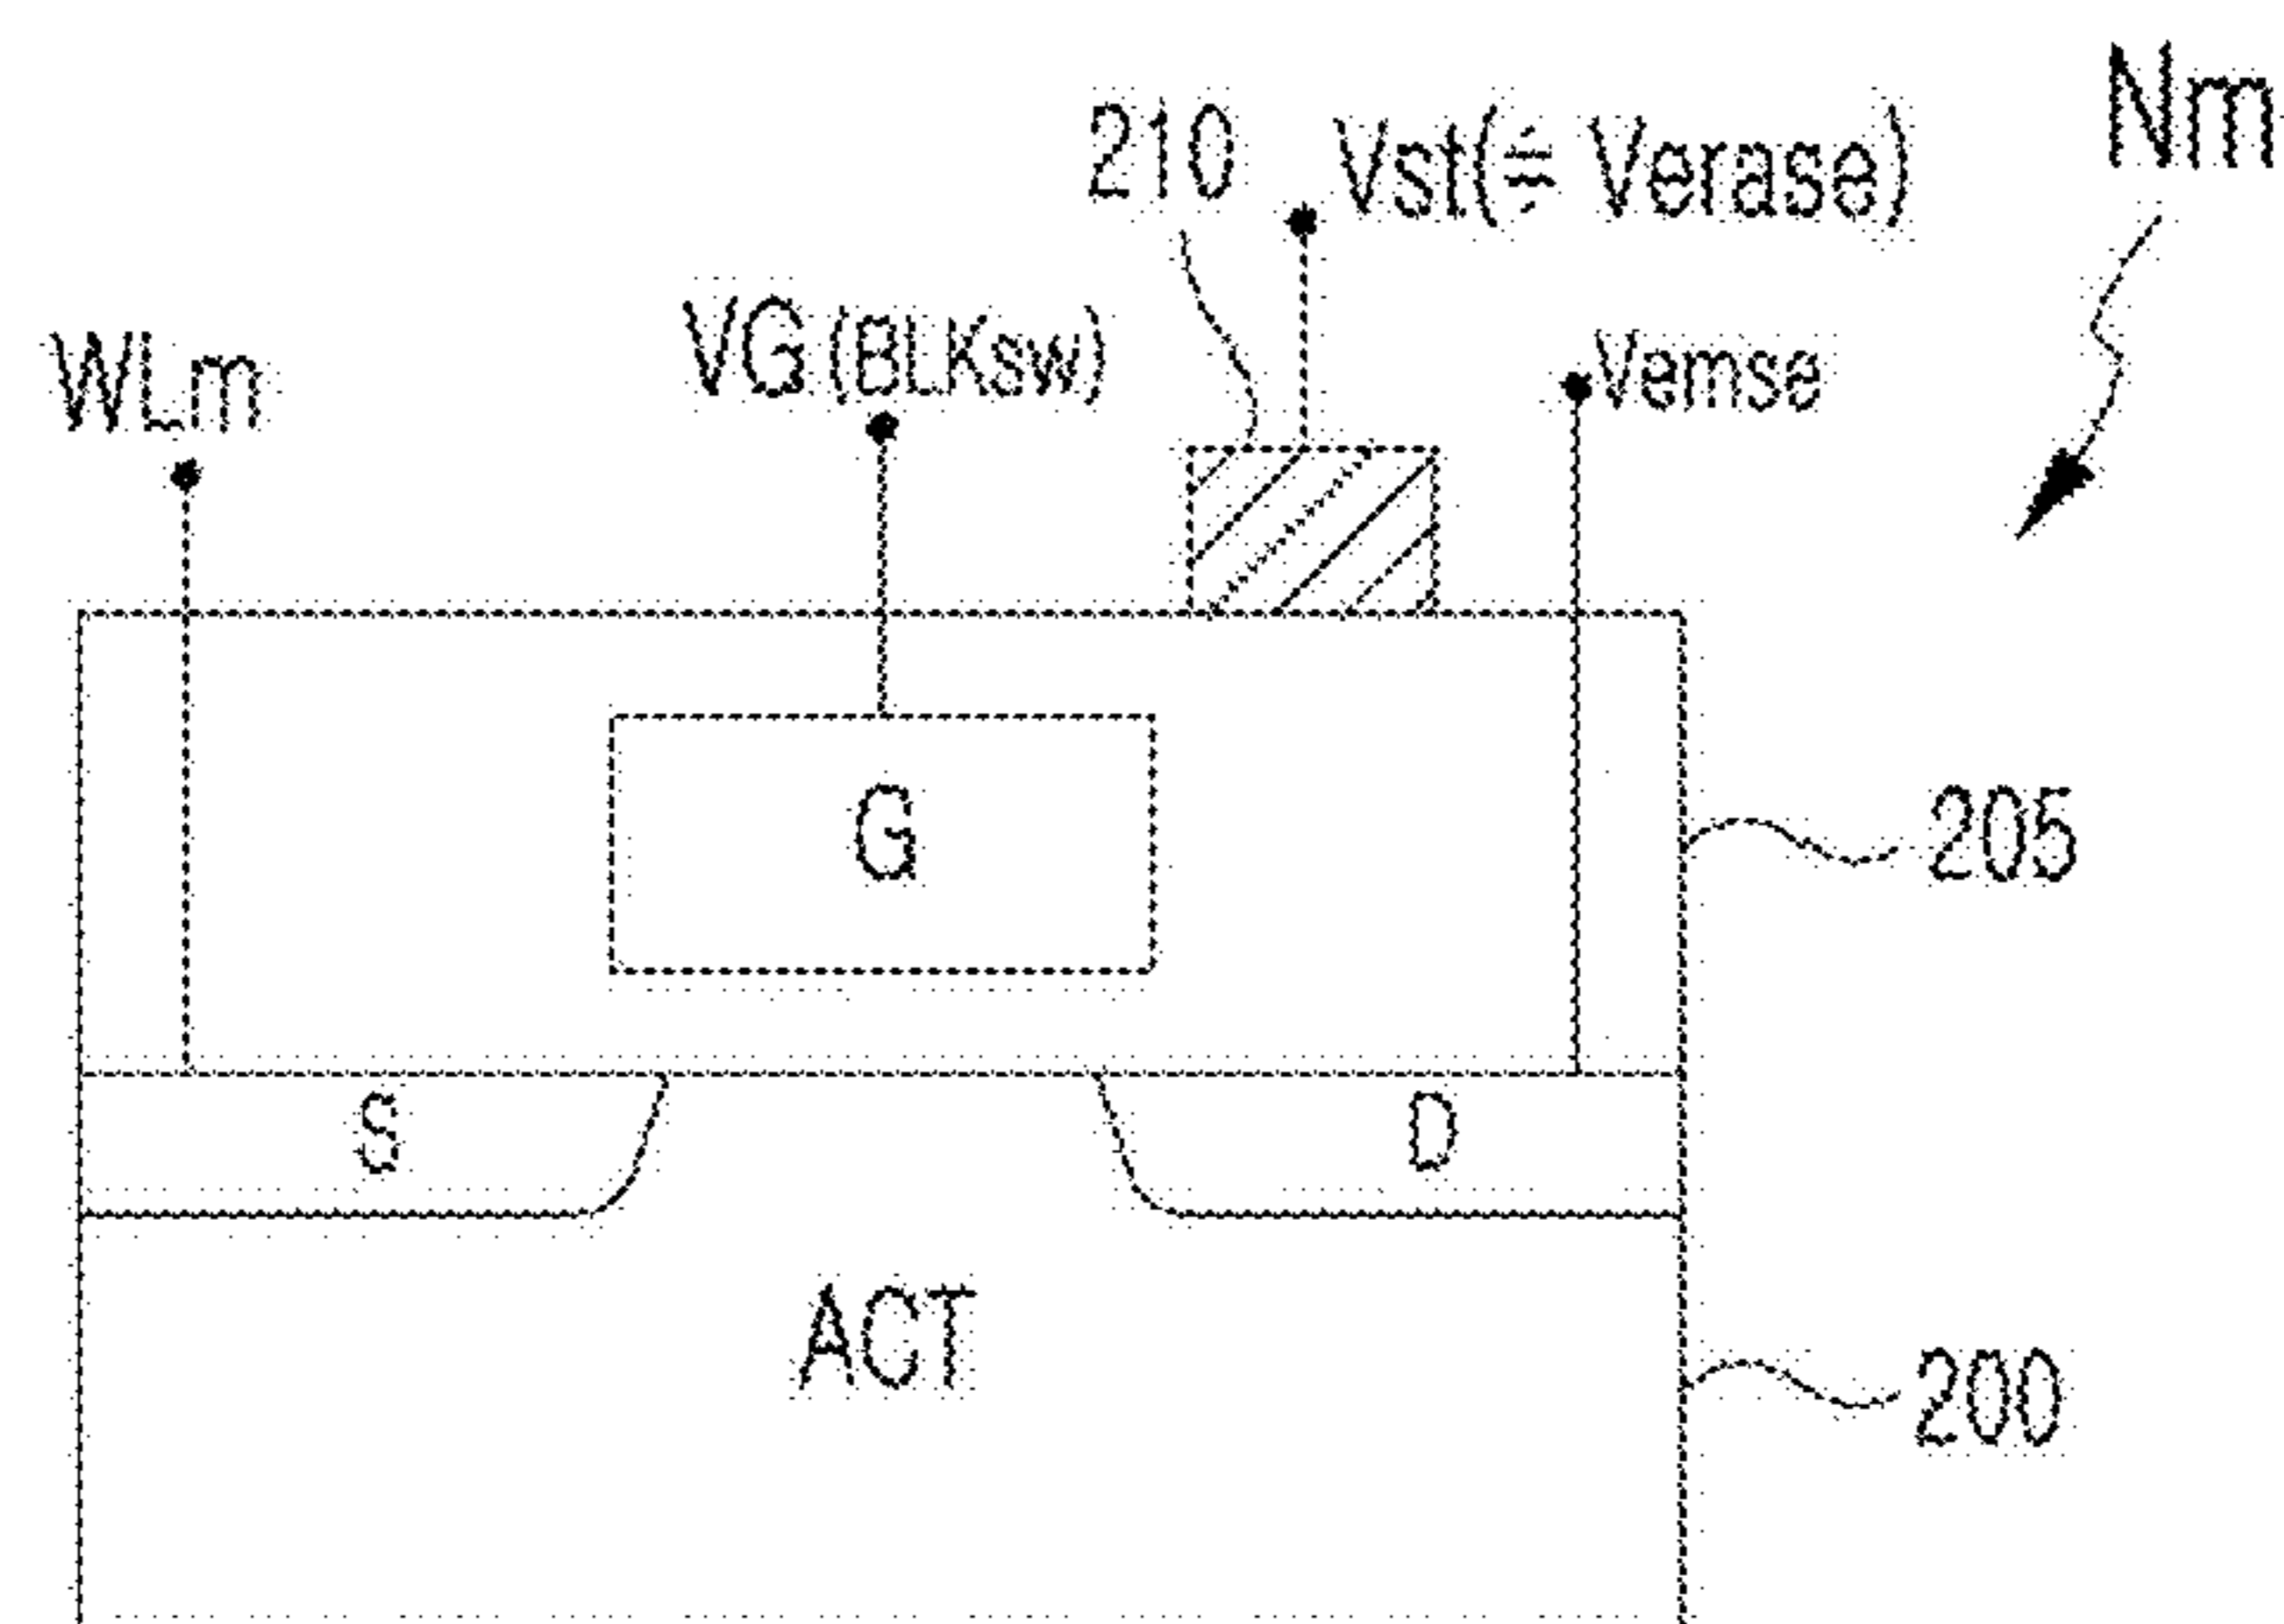 Nm
210
Vst(≒ Verase)
VG(BLKsw)
Vemse
WLm
G
205
S
D
ACT
200